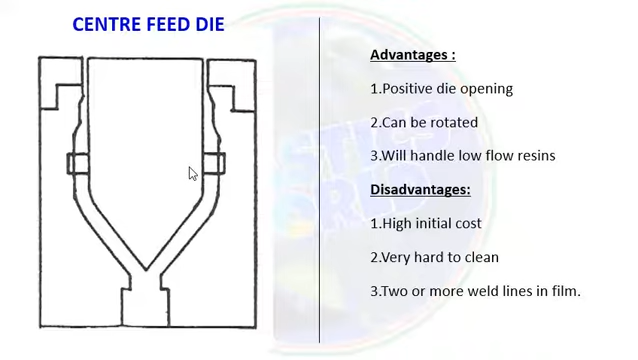 CENTRE FEED DIE
Advantages :
1.Positive die opening
2.Can be rotated
3.Will handle low flow resins
Disadvantages:
1.High initial cost
2.Very hard to clean
3.Two or more weld lines in film.